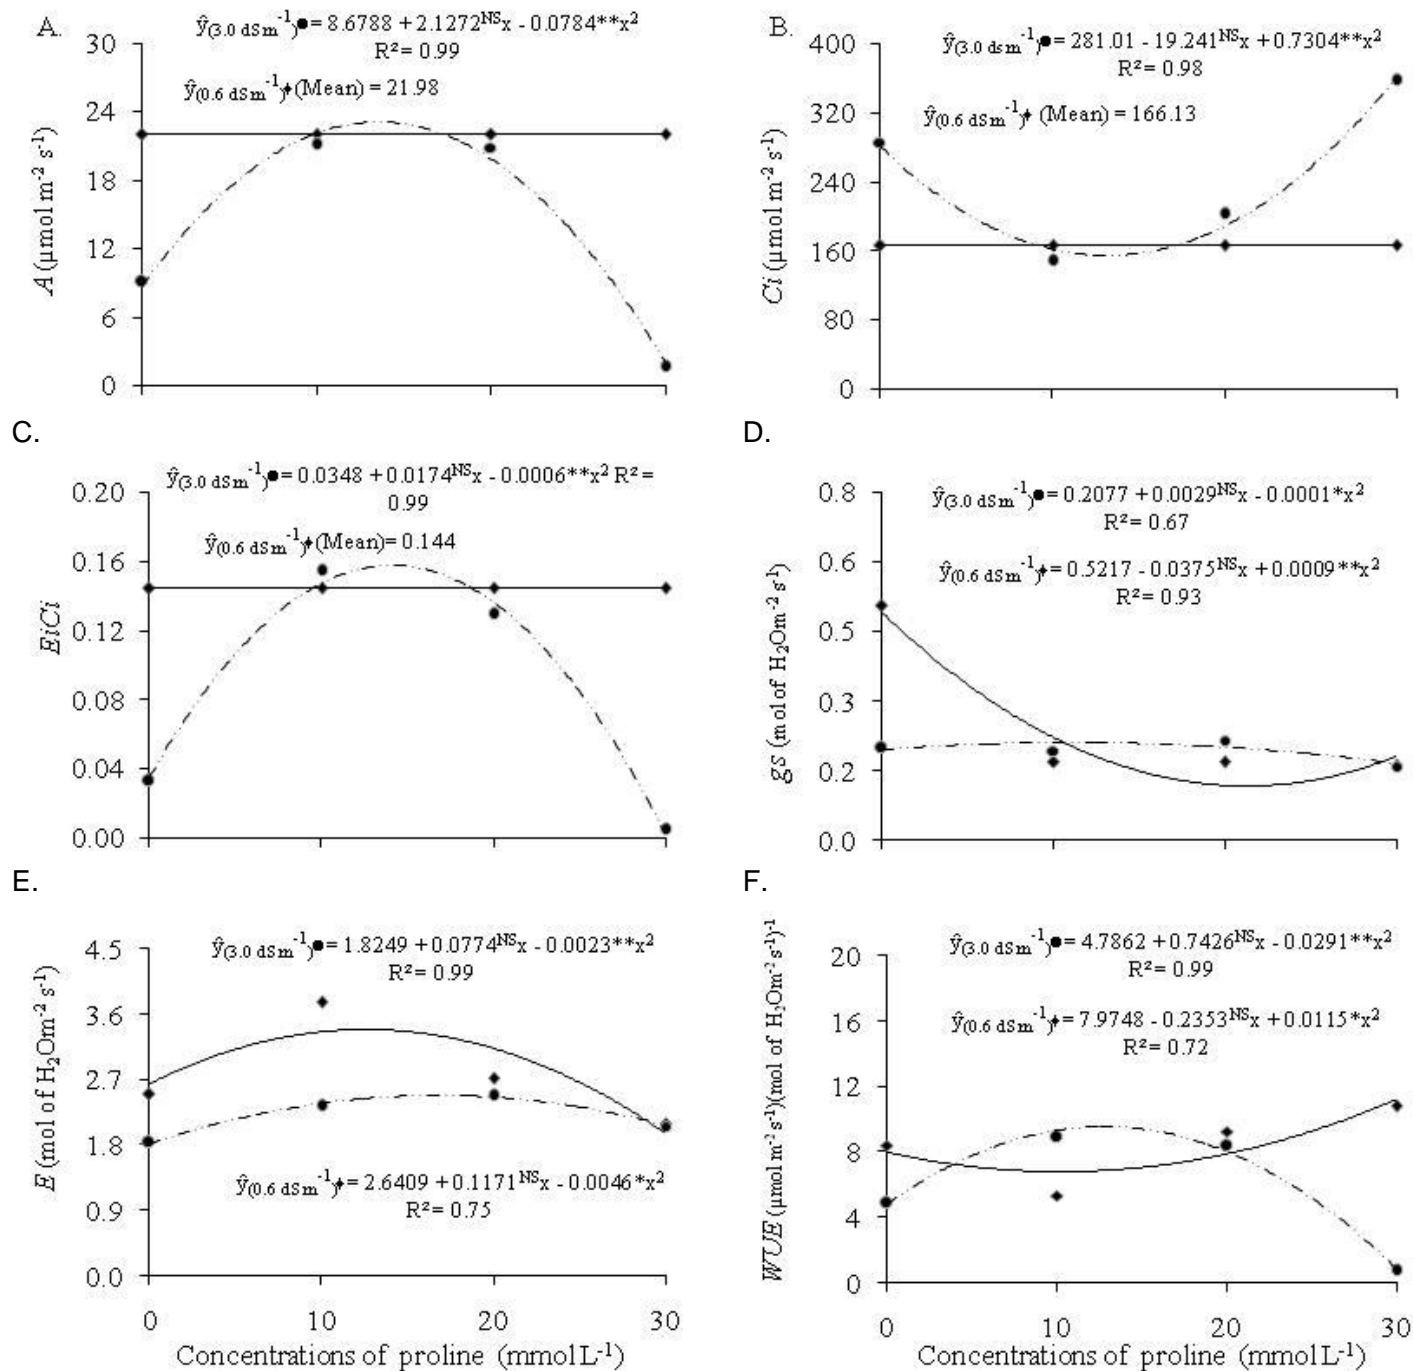 A.
ŷ(3.0 dSm⁻¹)●= 8.6788 + 2.1272ᴺˢx - 0.0784**x²
R² = 0.99
ŷ(0.6 dSm⁻¹)♦(Mean) = 21.98
30
24
18
12
6
0
A (µmol m⁻² s⁻¹)
B.
ŷ(3.0 dsm⁻¹)●= 281.01 - 19.241ᴺˢx + 0.7304**x²
R² = 0.98
ŷ(0.6 dSm⁻¹)♦ (Mean) = 166.13
400
320
240
160
80
0
Ci (µmol m⁻² s⁻¹)
C.
ŷ(3.0 dSm⁻¹)●= 0.0348 + 0.0174ᴺˢx - 0.0006**x² R² =
0.99
ŷ(0.6 dSm⁻¹)♦(Mean)= 0.144
0.20
0.16
0.12
0.08
0.04
0.00
EiCi
D.
ŷ(3.0 dSm⁻¹)●= 0.2077 + 0.0029ᴺˢx - 0.0001*x²
R² = 0.67
ŷ(0.6 dSm⁻¹)♦= 0.5217 - 0.0375ᴺˢx + 0.0009**x²
R² = 0.93
0.8
0.6
0.5
0.3
0.2
0.0
gs (mol of H₂Om⁻² s⁻¹)
E.
ŷ(3.0 dSm⁻¹)●= 1.8249 + 0.0774ᴺˢx - 0.0023**x²
R² = 0.99
4.5
3.6
2.7
1.8
0.9
0.0
E (mol of H₂Om⁻² s⁻¹)
ŷ(0.6 dSm⁻¹)♦= 2.6409 + 0.1171ᴺˢx - 0.0046*x²
R² = 0.75
0 10 20 30
Concentrations of proline (mmolL⁻¹)
F.
ŷ(3.0 dSm⁻¹)●= 4.7862 + 0.7426ᴺˢx - 0.0291**x²
R² = 0.99
ŷ(0.6 dSm⁻¹)♦= 7.9748 - 0.2353ᴺˢx + 0.0115*x²
R² = 0.72
20
16
12
8
4
0
WUE (µmol m⁻² s⁻¹)(mol of H₂Om⁻² s⁻¹)⁻¹
0 10 20 30
Concentrations of proline (mmolL⁻¹)